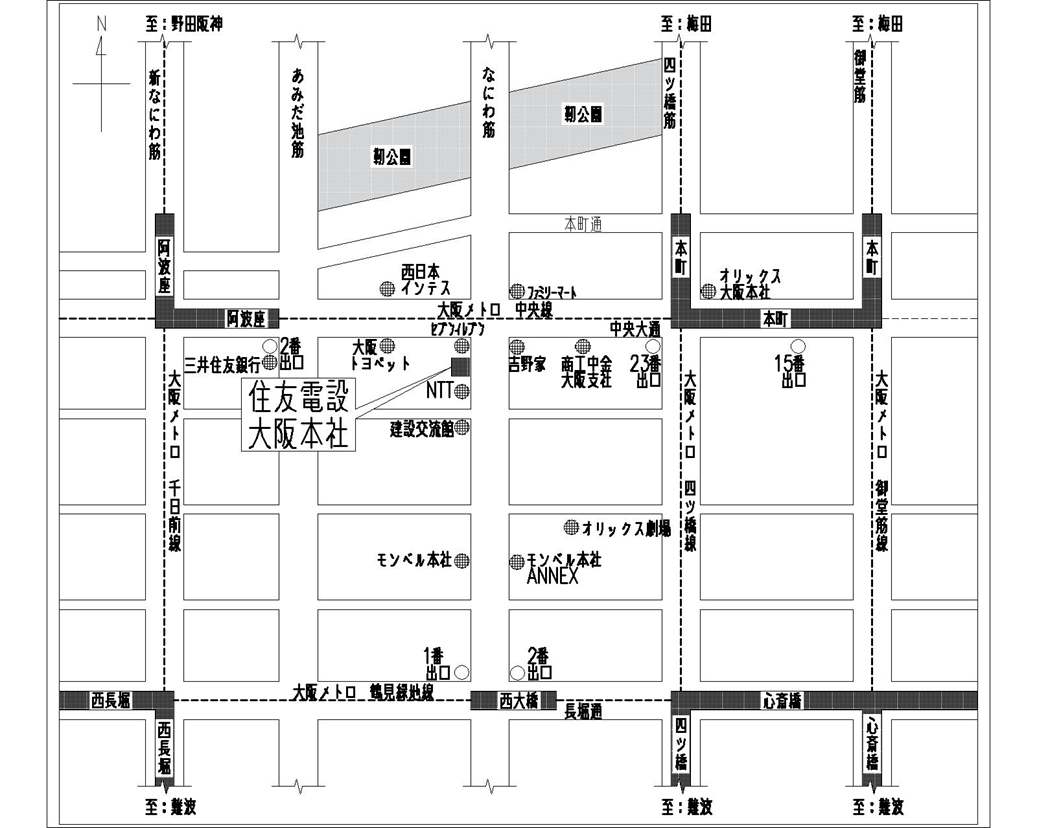 N
至：野田阪神
至：梅田
至：梅田
新なにわ筋
あみだ池筋
なにわ筋
四ツ橋筋
御堂筋
靭公園
靭公園
本町通
阿波座
本町
本町
西日本
インテス
ファミリーマート
オリックス
大阪本社
大阪メトロ 中央線
阿波座
セブンイレブン
中央大通
本町
2番
出口
三井住友銀行
大阪
トヨペット
吉野家
商工中金
大阪支社
23番
出口
15番
出口
住友電設
大阪本社
NTT
建設交流館
大阪メトロ 千日前線
大阪メトロ 四ツ橋線
大阪メトロ 御堂筋線
オリックス劇場
モンベル本社
モンベル本社
ANNEX
1番
出口
2番
出口
西長堀
大阪メトロ 鶴見緑地線
西大橋
心斎橋
長堀通
西長堀
四ツ橋
心斎橋
至：難波
至：難波
至：難波